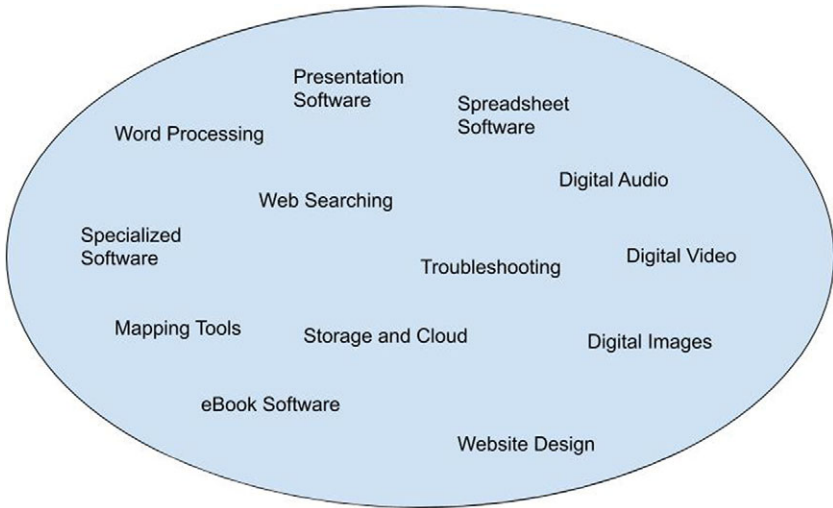 Presentation
Software
Spreadsheet
Software
Word Processing
Digital Audio
Web Searching
Specialized
Software
Troubleshooting
Digital Video
Mapping Tools
Storage and Cloud
Digital Images
eBook Software
Website Design